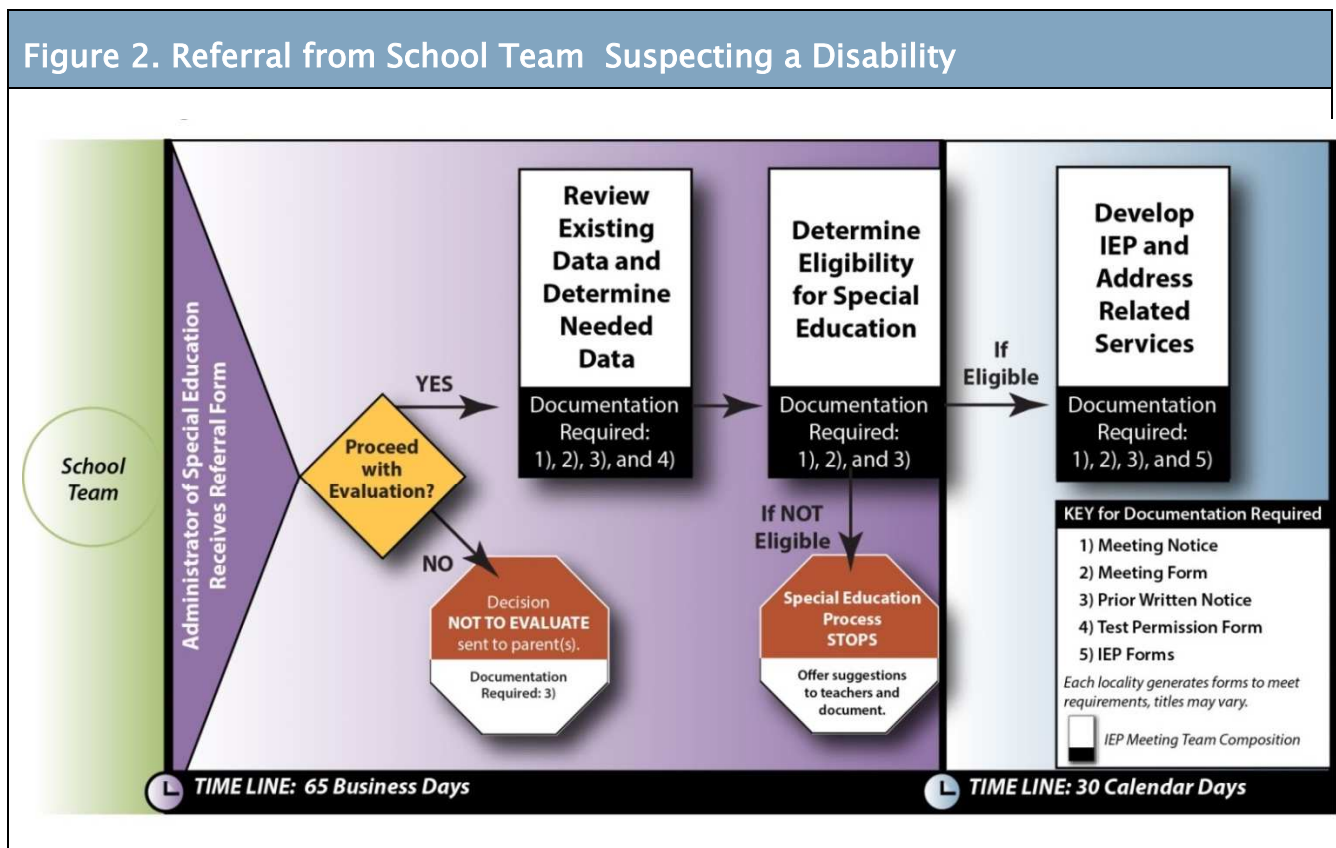 Figure 2. Referral from School Team Suspecting a Disability
School
Team
Administrator of Special Education
Receives Referral Form
Proceed
with
Evaluation?
YES
NO
Review
Existing
Data and
Determine
Needed
Data
Documentation
Required:
1), 2), 3), and 4)
Decision
NOT TO EVALUATE
sent to parent(s).
Documentation
Required: 3)
Determine
Eligibility
for Special
Education
Documentation
Required:
1), 2), and 3)
If NOT
Eligible
Special Education
Process
STOPS
Offer suggestions
to teachers and
document.
If
Eligible
Develop
IEP and
Address
Related
Services
Documentation
Required:
1), 2), 3), and 5)
KEY for Documentation Required
1) Meeting Notice
2) Meeting Form
3) Prior Written Notice
4) Test Permission Form
5) IEP Forms
Each locality generates forms to meet
requirements, titles may vary.
IEP Meeting Team Composition
TIME LINE: 65 Business Days
TIME LINE: 30 Calendar Days